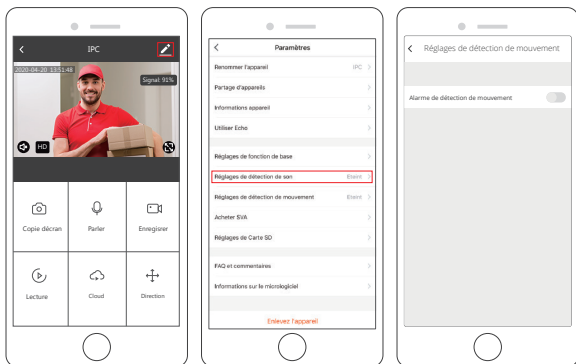 IPC
2020-04-20 13:51:48
Signal: 91%
HD
Copie décran
Parler
Enregisrer
Lecture
Cloud
Direction
Paramètres
Renommer l'appareil IPC
Partage d'appareils
Informations appareil
Utiliser Echo
Réglages de fonction de base
Réglages de détection de son Eteint
Réglages de détection de mouvement Eteint
Acheter SVA
Réglages de Carte SD
FAQ et commentaires
Informations sur le micrologiciel
Enlevez l'appareil
Réglages de détection de mouvement
Alarme de détection de mouvement